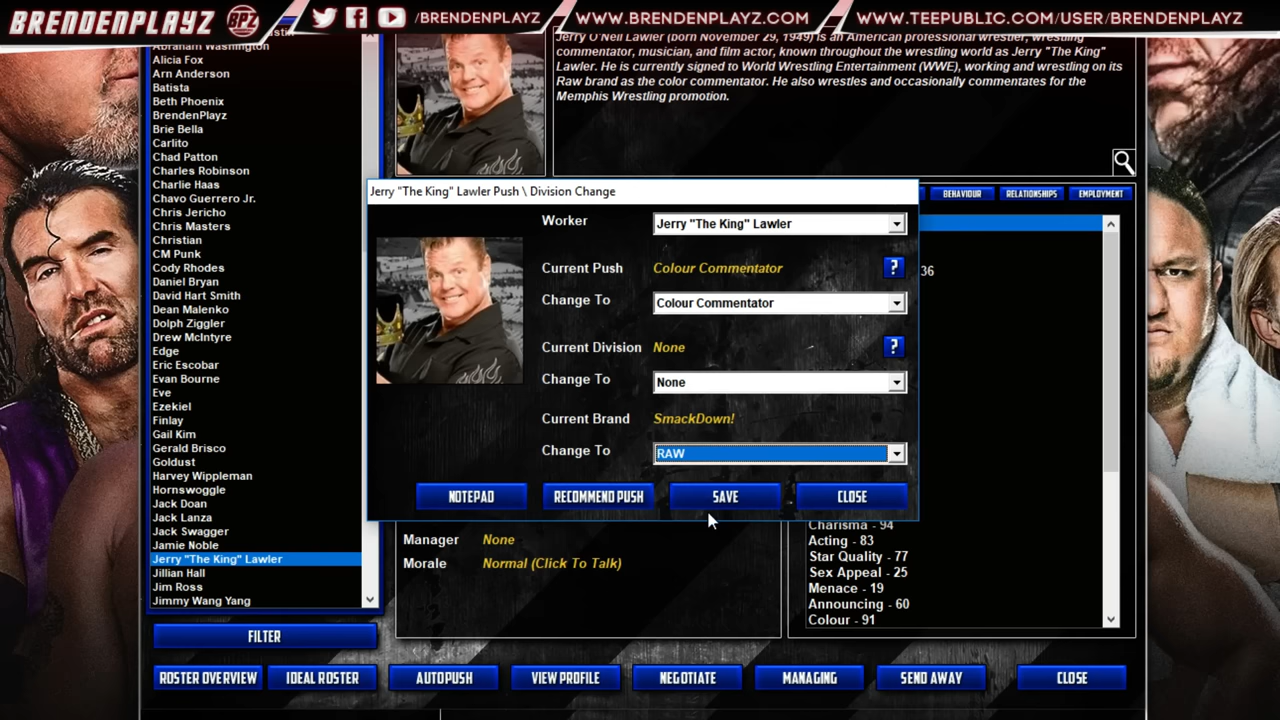 BRENDENPLAYZ BPZ /BRENDENPLAYZ WWW.BRENDENPLAYZ.COM WWW.TEEPUBLIC.COM/USER/BRENDENPLAYZ
Abraham Washington
Alicia Fox
Arn Anderson
Batista
Beth Phoenix
BrendenPlayz
Brie Bella
Carlito
Chad Patton
Charles Robinson
Charlie Haas
Chavo Guerrero Jr.
Chris Jericho
Chris Masters
Christian
CM Punk
Cody Rhodes
Daniel Bryan
David Hart Smith
Dean Malenko
Dolph Ziggler
Drew McIntyre
Edge
Eric Escobar
Evan Bourne
Eve
Ezekiel
Finlay
Gail Kim
Gerald Brisco
Goldust
Harvey Wippleman
Hornswoggle
Jack Doan
Jack Lanza
Jack Swagger
Jamie Noble
Jerry "The King" Lawler
Jillian Hall
Jim Ross
Jimmy Wang Yang
FILTER
Jerry O'Neil Lawler (born November 29, 1949) is an American professional wrestler, wrestling
commentator, musician, and film actor, known throughout the wrestling world as Jerry "The King"
Lawler. He is currently signed to World Wrestling Entertainment (WWE), working and wrestling on its
Raw brand as the color commentator. He also wrestles and occasionally commentates for the
Memphis Wrestling promotion.
BEHAVIOUR RELATIONSHIPS EMPLOYMENT
36
Jerry "The King" Lawler Push \ Division Change
Worker Jerry "The King" Lawler
Current Push Colour Commentator ?
Change To Colour Commentator
Current Division None ?
Change To None
Current Brand SmackDown!
Change To RAW
NOTEPAD RECOMMEND PUSH SAVE CLOSE
Manager None
Morale Normal (Click To Talk)
Charisma - 94
Acting - 83
Star Quality - 77
Sex Appeal - 25
Menace - 19
Announcing - 60
Colour - 91
ROSTER OVERVIEW IDEAL ROSTER AUTOPUSH VIEW PROFILE NEGOTIATE MANAGING SEND AWAY CLOSE